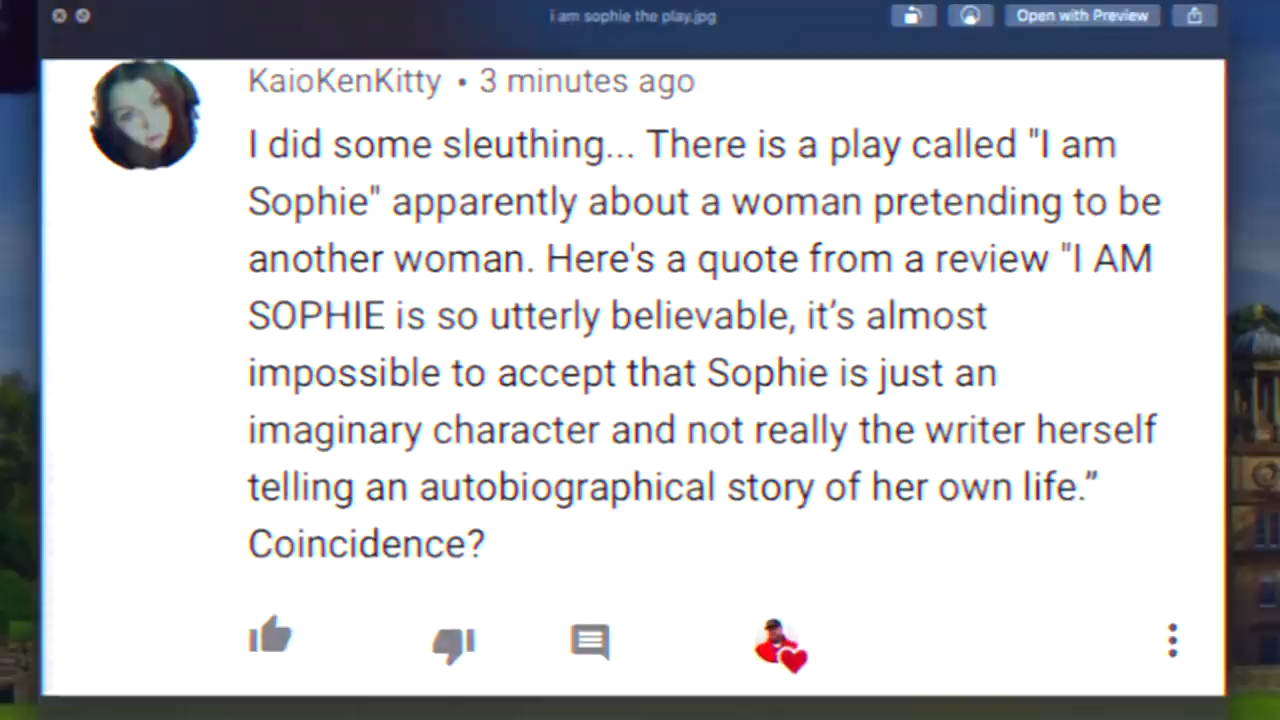 i am sophie the play.jpg
Open with Preview
KaioKenKitty • 3 minutes ago
I did some sleuthing... There is a play called "I am
Sophie" apparently about a woman pretending to be
another woman. Here's a quote from a review "I AM
SOPHIE is so utterly believable, it’s almost
impossible to accept that Sophie is just an
imaginary character and not really the writer herself
telling an autobiographical story of her own life.”
Coincidence?